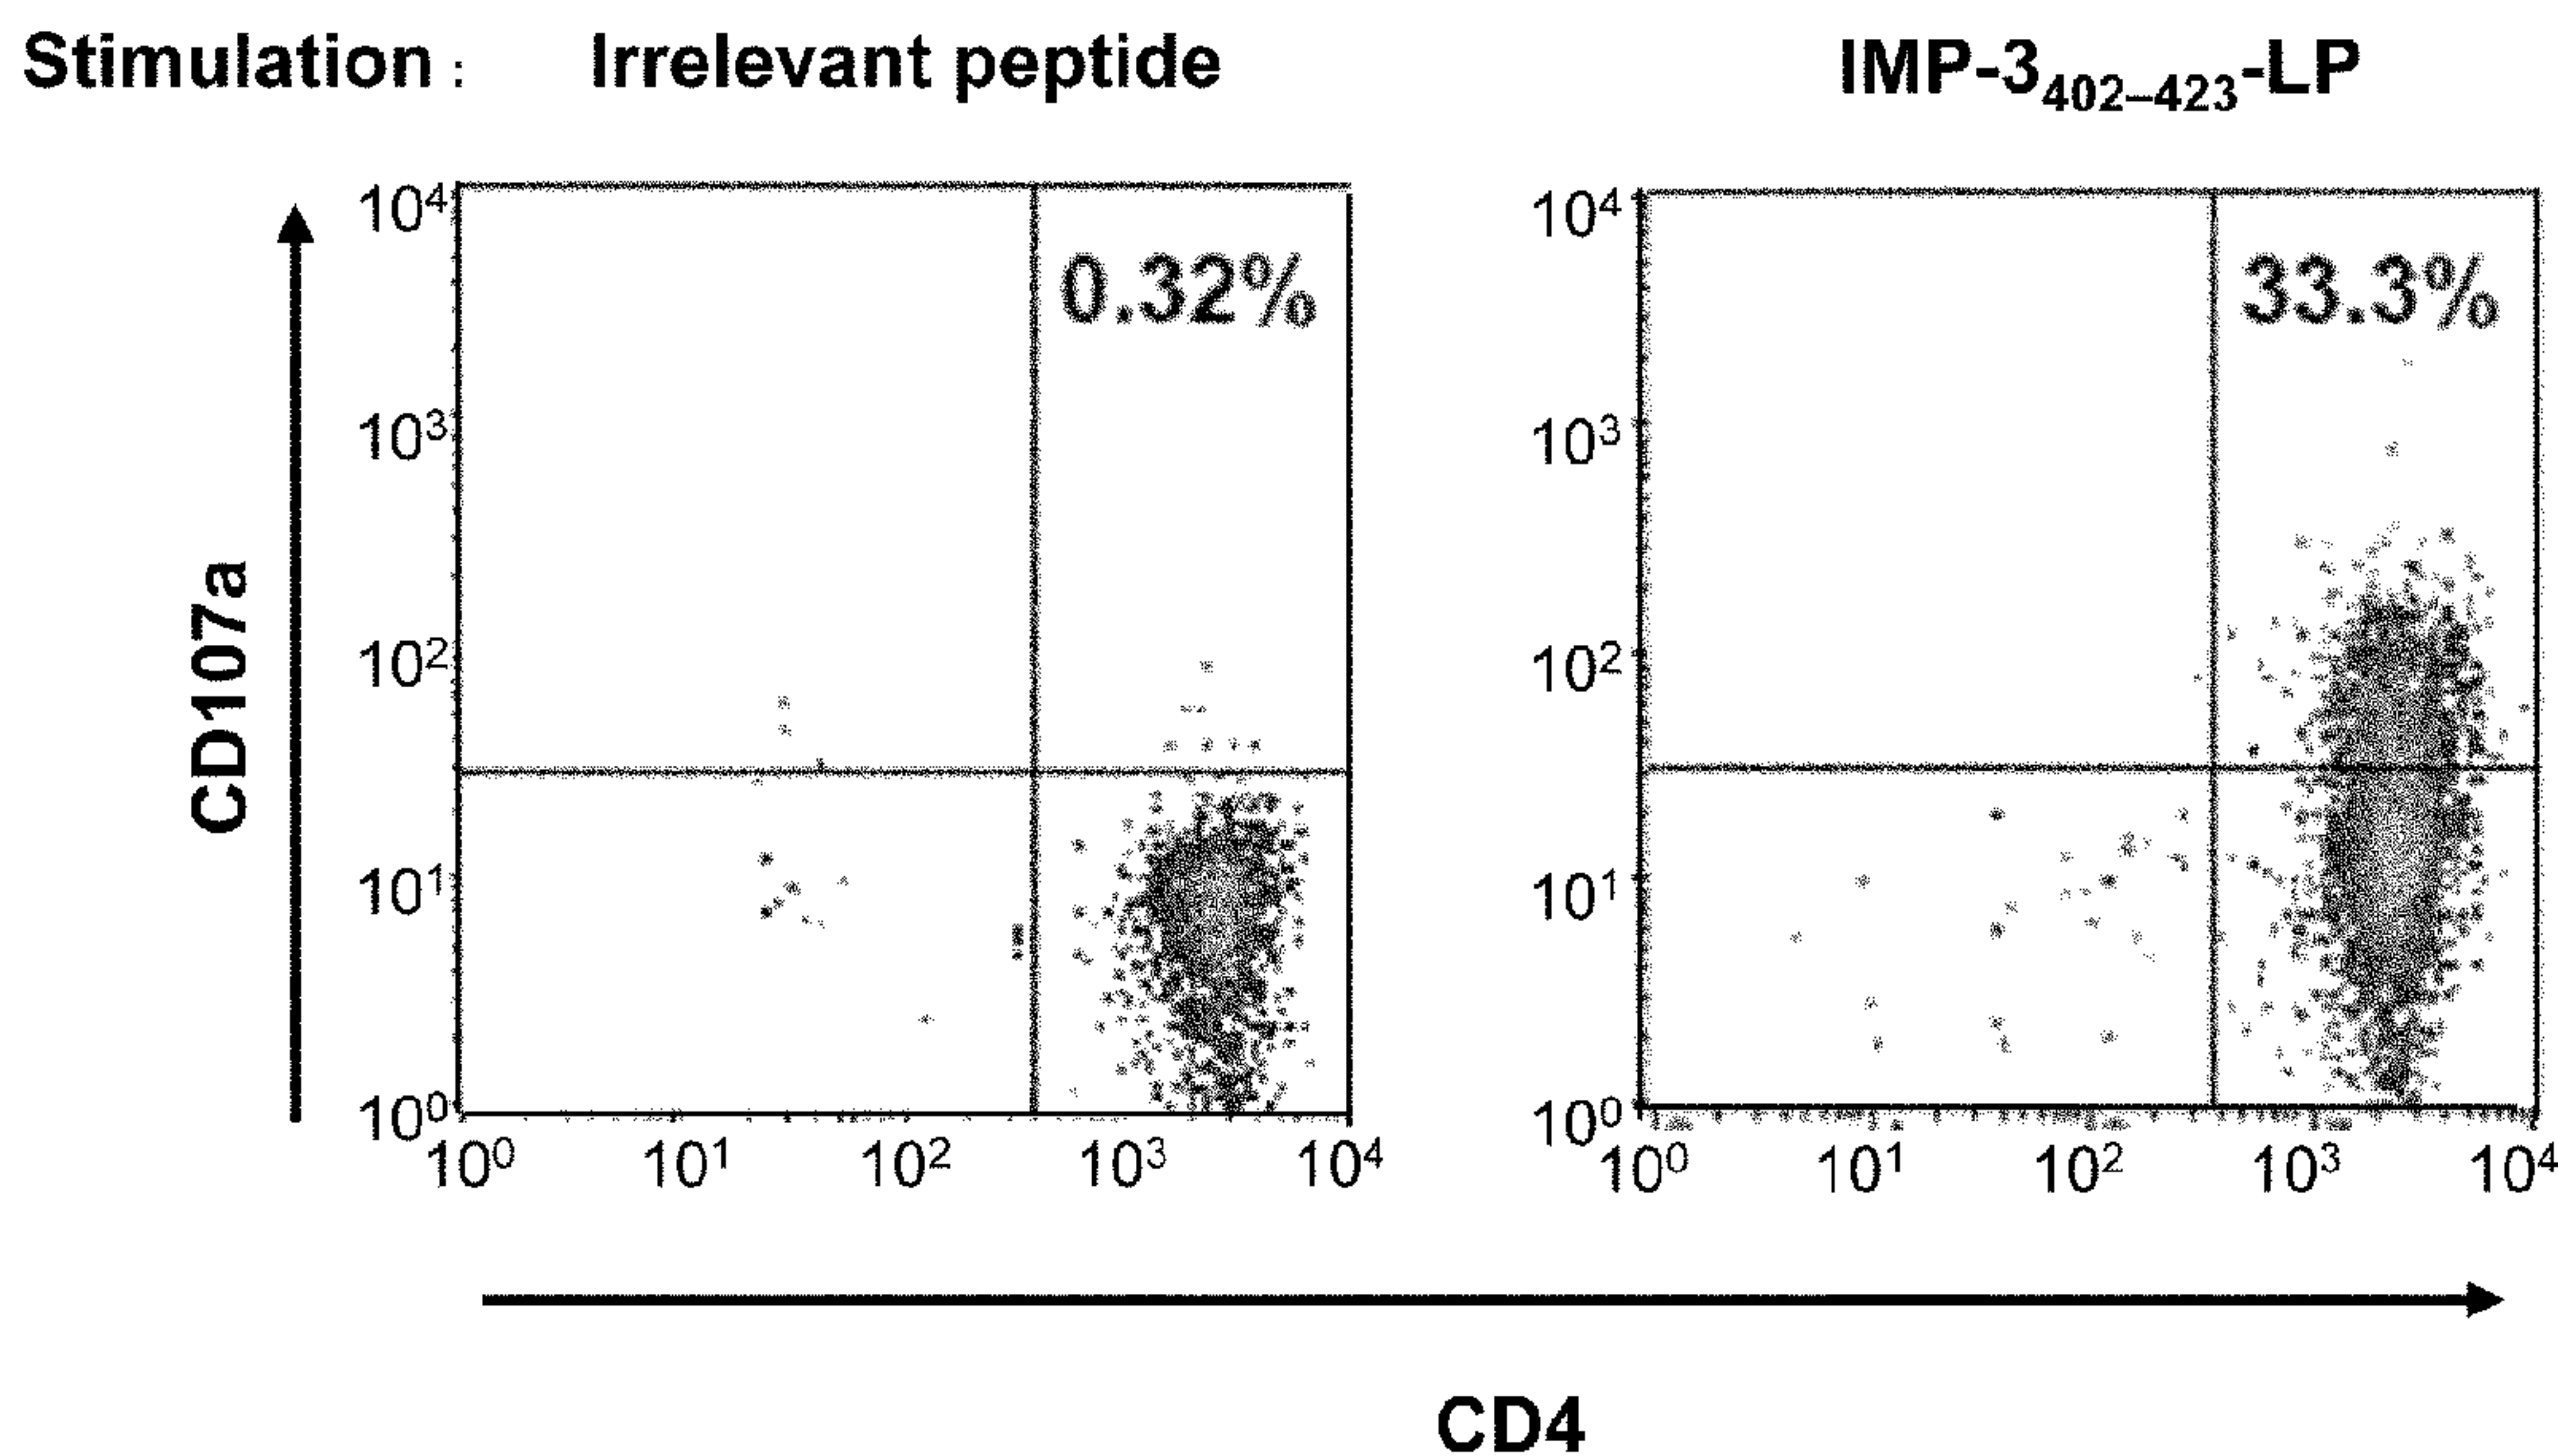 Stimulation : Irrelevant peptide IMP-3402–423-LP
0.32%
33.3%
10⁴
10³
10²
10¹
10⁰
10⁴
10³
10²
10¹
10⁰
CD107a
10⁰ 10¹ 10² 10³ 10⁴
10⁰ 10¹ 10² 10³ 10⁴
CD4